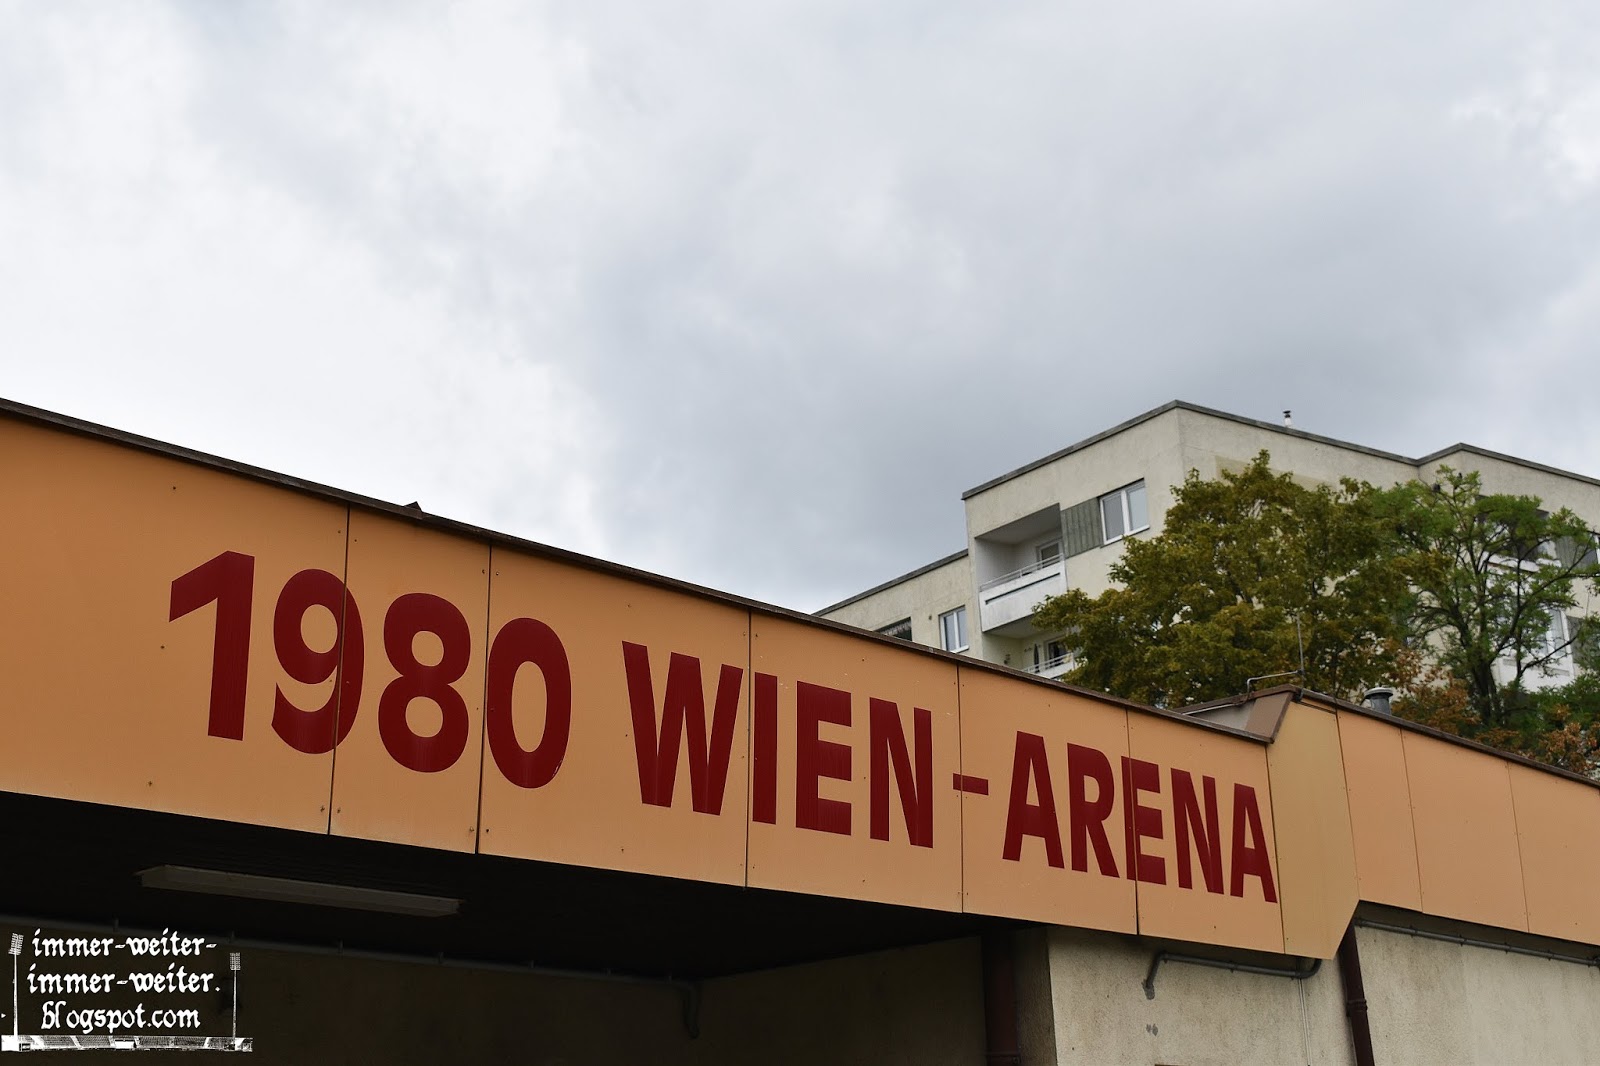 1980 WIEN-ARENA
immer-weiter-
immer-weiter.
blogspot.com